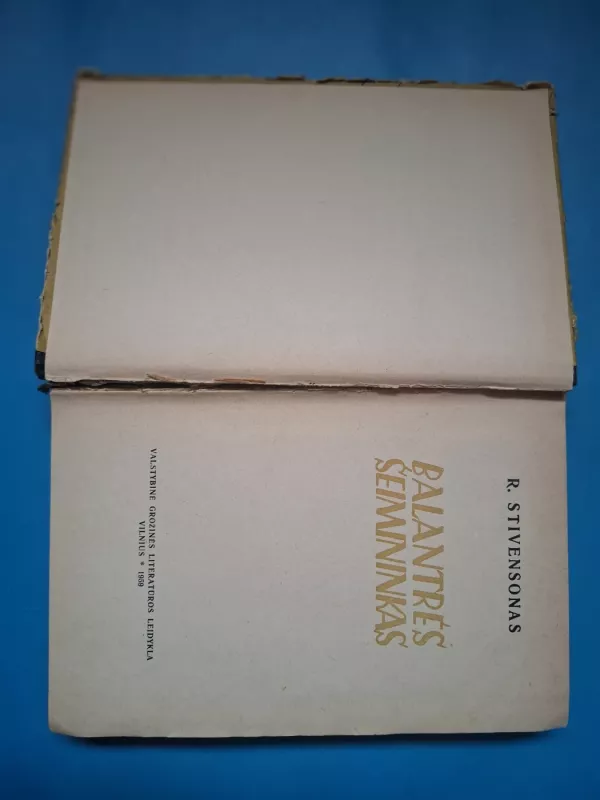 R. STIVENSONAS
BALANTRĖS
ŠEIMININKAS
VALSTYBINĖ GROŽINĖS LITERATŪROS LEIDYKLA
VILNIUS * 1959